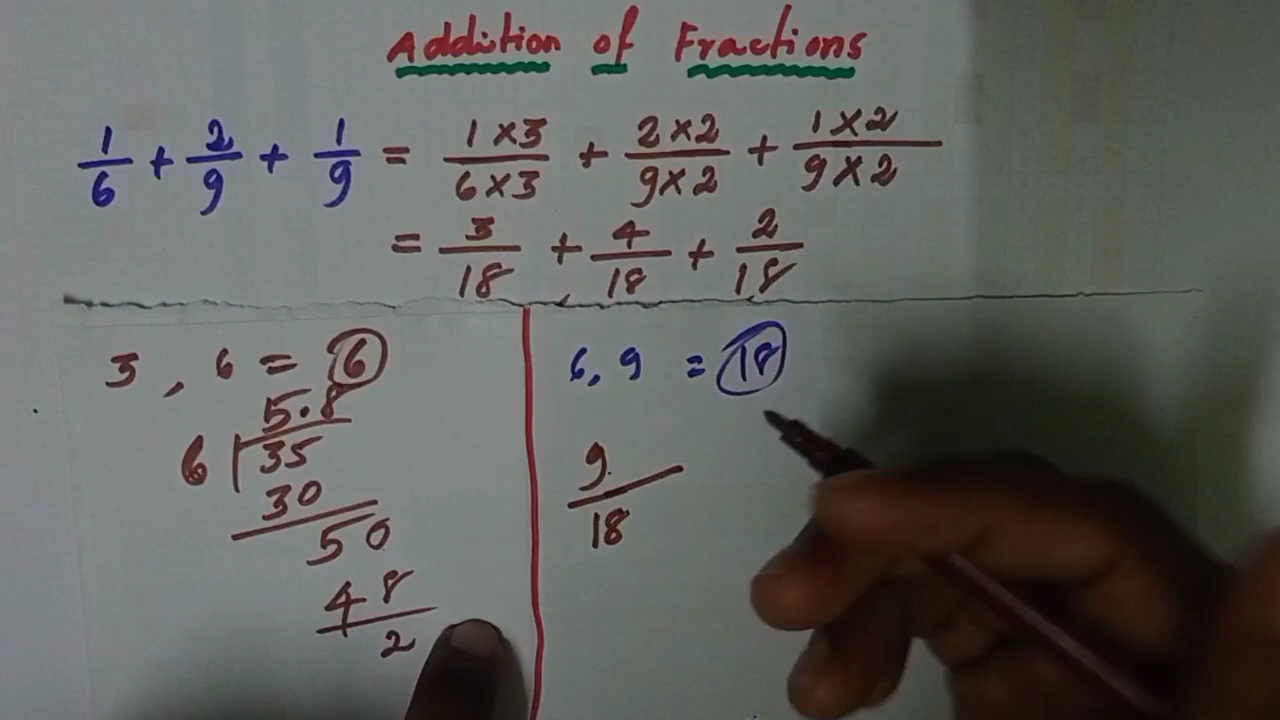 Addition of Fractions
1/6 + 2/9 + 1/9 = 1×3/6×3 + 2×2/9×2 + 1×2/9×2
= 3/18 + 4/18 + 2/18
3, 6 = 6
5.8
6 35
30
50
48
2
6, 9 = 18
9/18